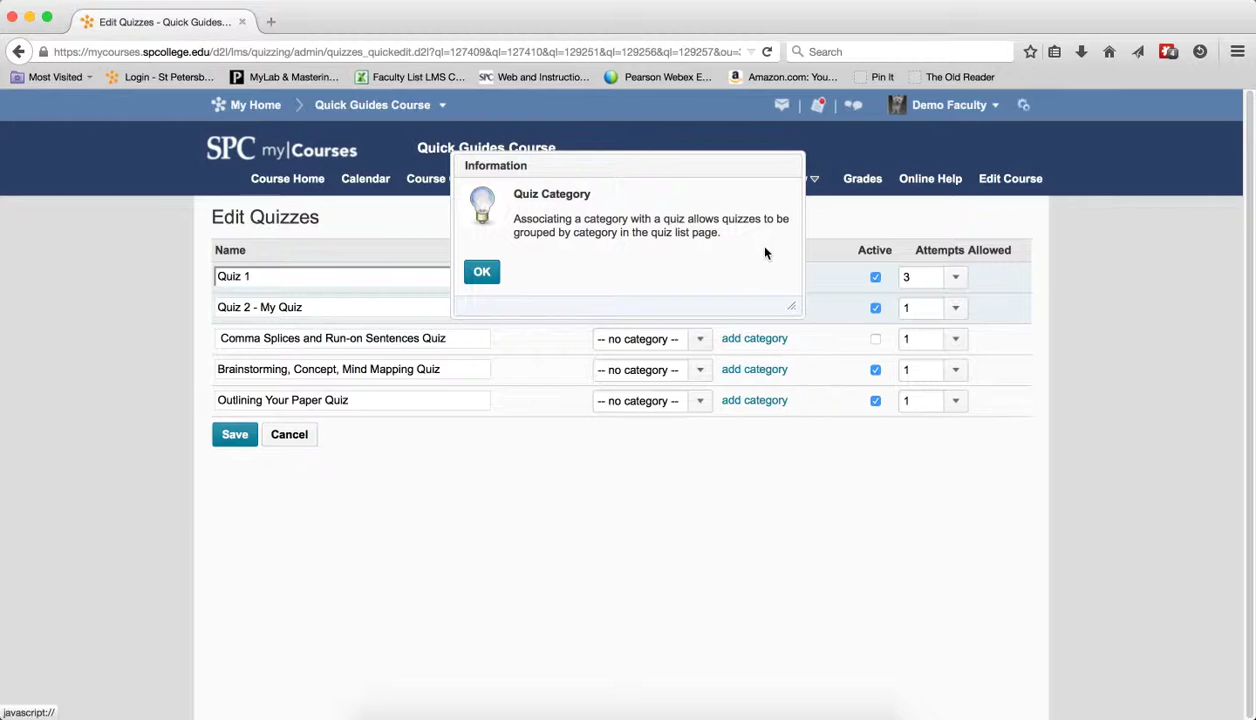 Edit Quizzes - Quick Guides...
https://mycourses.spcollege.edu/d2l/lms/quizzing/admin/quizzes_quickedit.d2l?ql=127409&ql=127410&ql=129251&ql=129256&ql=129257&ou=
Search
Most Visited
Login - St Petersb...
MyLab & Mastering...
Faculty List LMS C...
SPC Web and Instructio...
Pearson Webex E...
Amazon.com: You...
Pin It
The Old Reader
My Home
Quick Guides Course
Demo Faculty
SPC my|Courses
Quick Guides Course
Course Home
Calendar
Course
Grades
Online Help
Edit Course
Information
Quiz Category
Associating a category with a quiz allows quizzes to be
grouped by category in the quiz list page.
OK
Edit Quizzes
Name Active Attempts Allowed
Quiz 1 3
Quiz 2 - My Quiz 1
Comma Splices and Run-on Sentences Quiz -- no category -- add category 1
Brainstorming, Concept, Mind Mapping Quiz -- no category -- add category 1
Outlining Your Paper Quiz -- no category -- add category 1
Save Cancel
javascript://